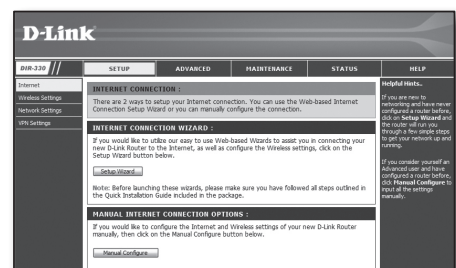 D-Link
DIR-330
SETUP
ADVANCED
MAINTENANCE
STATUS
HELP
Internet
Wireless Settings
Network Settings
VPN Settings
INTERNET CONNECTION :
There are 2 ways to setup your Internet connection. You can use the Web-based Internet
Connection Setup Wizard or you can manually configure the connection.
INTERNET CONNECTION WIZARD :
If you would like to utilize our easy to use Web-based Wizards to assist you in connecting your
new D-Link Router to the Internet, as well as configure the Wireless settings, click on the
Setup Wizard button below.
Setup Wizard
Note: Before launching these wizards, please make sure you have followed all steps outlined in
the Quick Installation Guide included in the package.
MANUAL INTERNET CONNECTION OPTIONS :
If you would like to configure the Internet and Wireless settings of your new D-Link Router
manually, then click on the Manual Configure button below.
Manual Configure
Helpful Hints..
If you are new to
networking and have never
configured a router before,
click on Setup Wizard and
the router will run you
through a few simple steps
to get your network up and
running.
If you consider yourself an
Advanced user and have
configured a router before,
click Manual Configure to
input all the settings
manually.